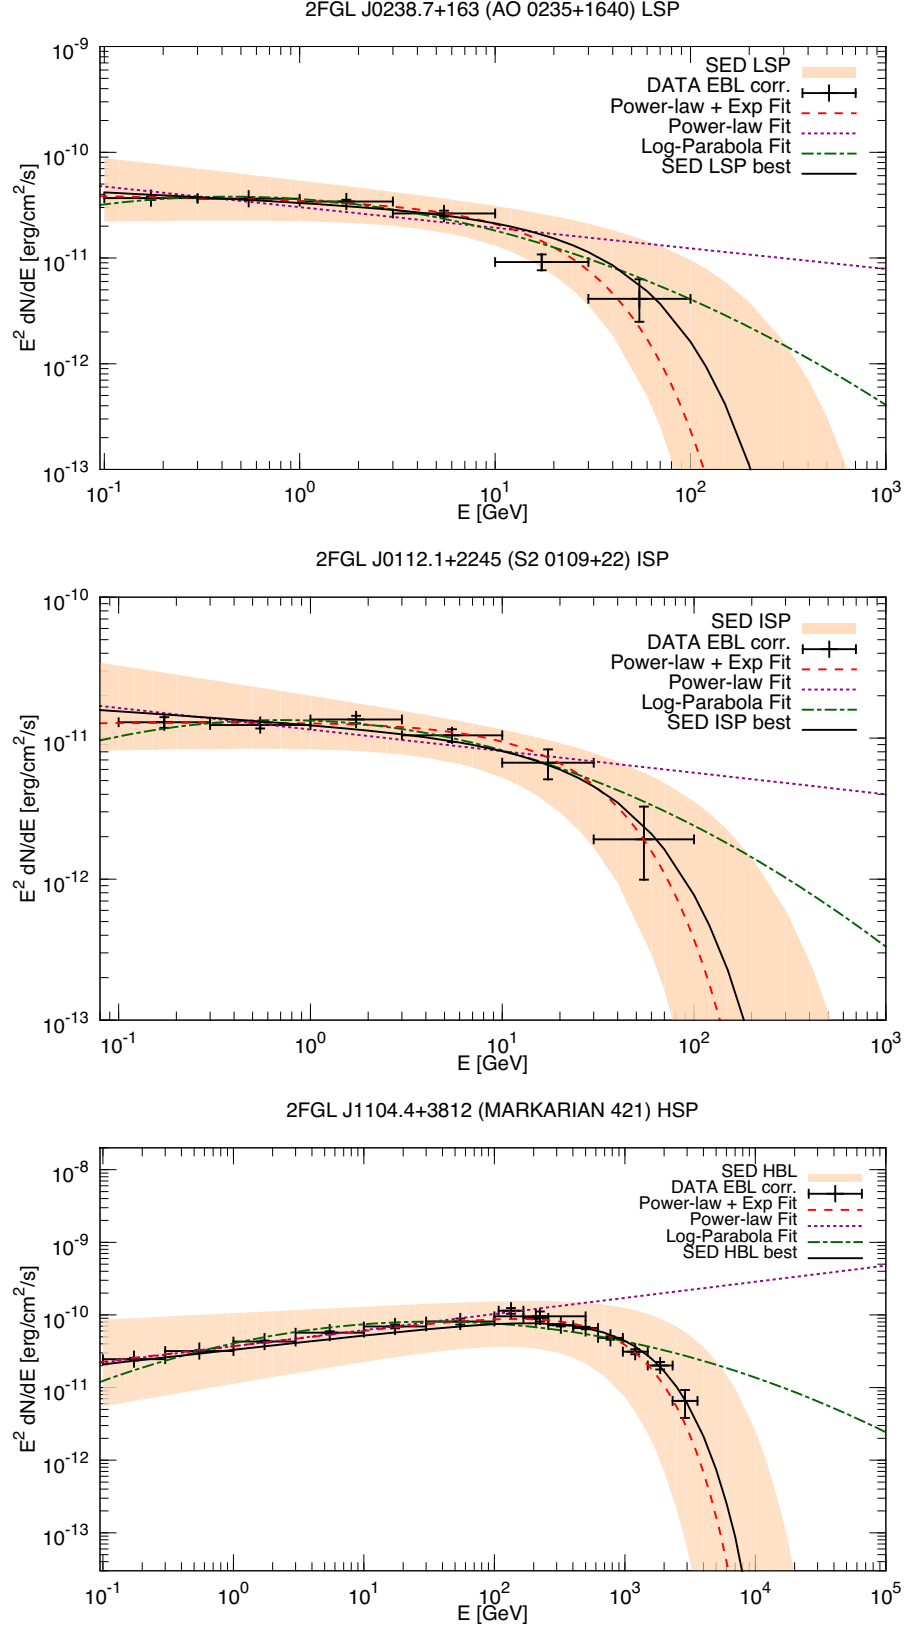 2FGL J0238.7+163 (AO 0235+1640) LSP
10^-9
SED LSP
DATA EBL corr.
Power-law + Exp Fit
10^-10
Power-law Fit
Log-Parabola Fit
SED LSP best
10^-11
10^-12
10^-13
E^2 dN/dE [erg/cm^2/s]
10^-1 10^0 10^1 10^2 10^3
E [GeV]
2FGL J0112.1+2245 (S2 0109+22) ISP
10^-10
SED ISP
DATA EBL corr.
Power-law + Exp Fit
Power-law Fit
Log-Parabola Fit
SED ISP best
10^-11
10^-12
10^-13
E^2 dN/dE [erg/cm^2/s]
10^-1 10^0 10^1 10^2 10^3
E [GeV]
2FGL J1104.4+3812 (MARKARIAN 421) HSP
10^-8
SED HBL
DATA EBL corr.
Power-law + Exp Fit
Power-law Fit
Log-Parabola Fit
10^-9
SED HBL best
10^-10
10^-11
10^-12
10^-13
E^2 dN/dE [erg/cm^2/s]
10^-1 10^0 10^1 10^2 10^3 10^4 10^5
E [GeV]